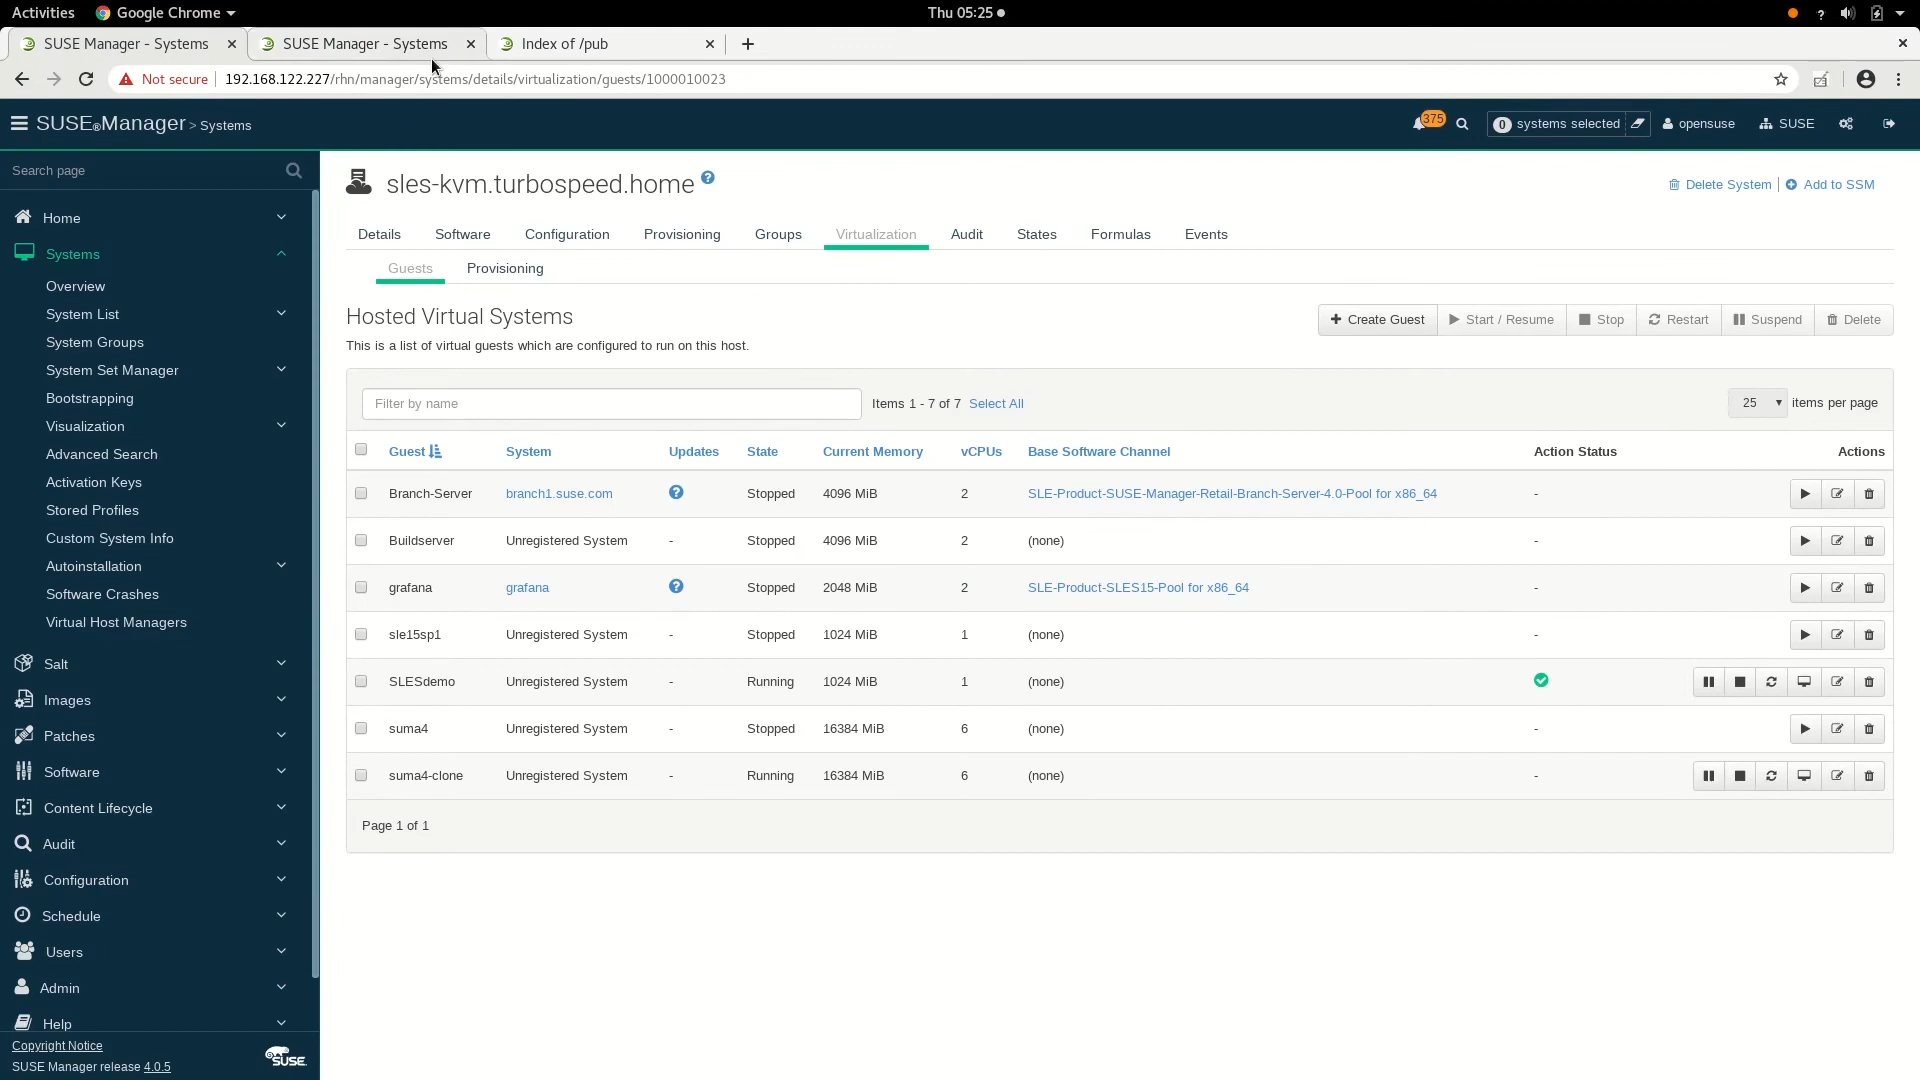 Activities Google Chrome Thu 05:25
SUSE Manager - Systems SUSE Manager - Systems Index of /pub
Not secure 192.168.122.227/rhn/manager/systems/details/virtualization/guests/1000010023
SUSE®Manager > Systems 375 0 systems selected opensuse SUSE
Search page
Home
Systems
Overview
System List
System Groups
System Set Manager
Bootstrapping
Visualization
Advanced Search
Activation Keys
Stored Profiles
Custom System Info
Autoinstallation
Software Crashes
Virtual Host Managers
Salt
Images
Patches
Software
Content Lifecycle
Audit
Configuration
Schedule
Users
Admin
Help
Copyright Notice
SUSE Manager release 4.0.5
SUSE
sles-kvm.turbospeed.home ?
Delete System | Add to SSM
Details Software Configuration Provisioning Groups Virtualization Audit States Formulas Events
Guests Provisioning
Hosted Virtual Systems
Create Guest Start / Resume Stop Restart Suspend Delete
This is a list of virtual guests which are configured to run on this host.
Filter by name Items 1 - 7 of 7 Select All 25 items per page
Guest System Updates State Current Memory vCPUs Base Software Channel Action Status Actions
Branch-Server branch1.suse.com ? Stopped 4096 MiB 2 SLE-Product-SUSE-Manager-Retail-Branch-Server-4.0-Pool for x86_64 -
Buildserver Unregistered System - Stopped 4096 MiB 2 (none) -
grafana grafana ? Stopped 2048 MiB 2 SLE-Product-SLES15-Pool for x86_64 -
sle15sp1 Unregistered System - Stopped 1024 MiB 1 (none) -
SLESdemo Unregistered System - Running 1024 MiB 1 (none)
suma4 Unregistered System - Stopped 16384 MiB 6 (none) -
suma4-clone Unregistered System - Running 16384 MiB 6 (none) -
Page 1 of 1